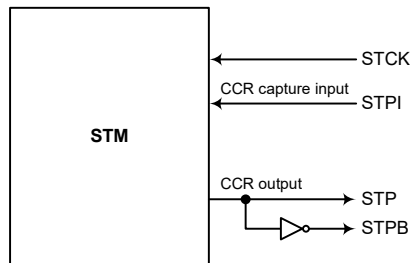 STCK
CCR capture input
STPI
STM
CCR output
STP
STPB